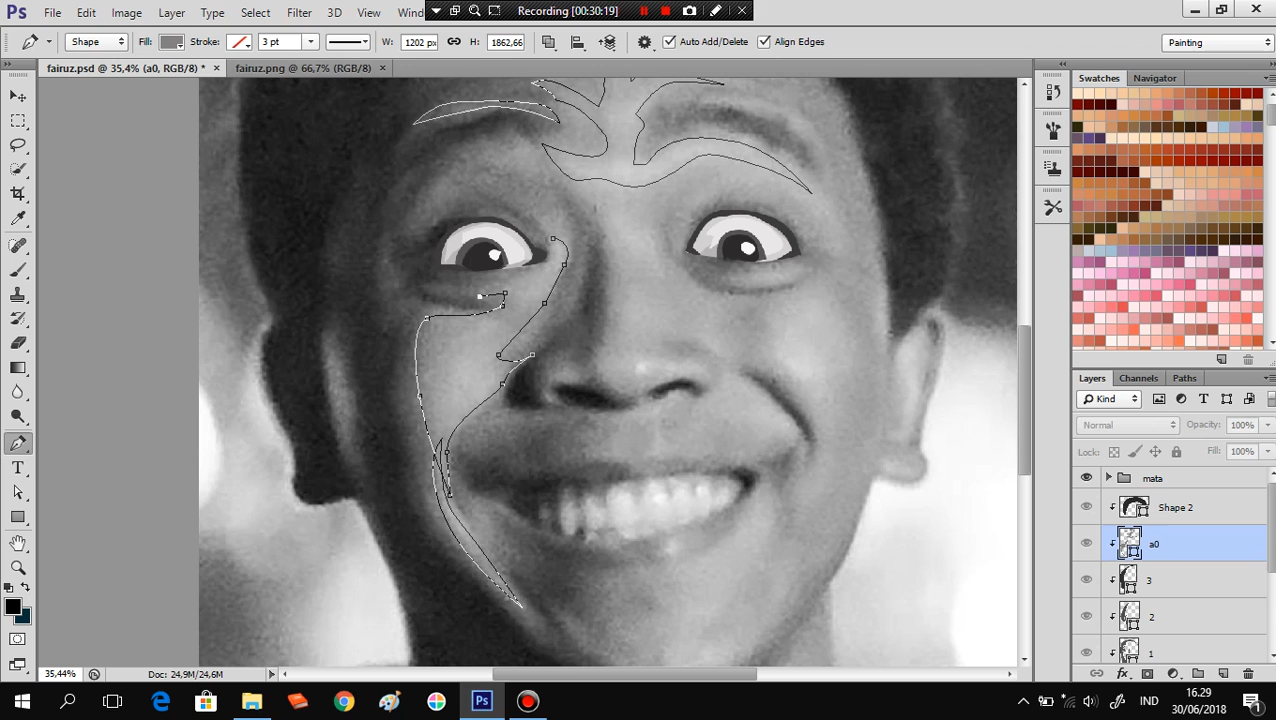 Ps File Edit Image Layer Type Select Filter 3D View Wind
Recording [00:30:19]
Shape Fill: Stroke: 3 pt W: 1202 px H: 1862,66 Auto Add/Delete Align Edges Painting
fairuz.psd @ 35,4% (a0, RGB/8) * × fairuz.png @ 66,7% (RGB/8) ×
Swatches Navigator
Layers Channels Paths
Kind
Normal Opacity: 100%
Lock: Fill: 100%
mata
Shape 2
a0
3
2
1
T
35,44% Doc: 24,9M/24,6M
Ps IND 16.29
30/06/2018
1